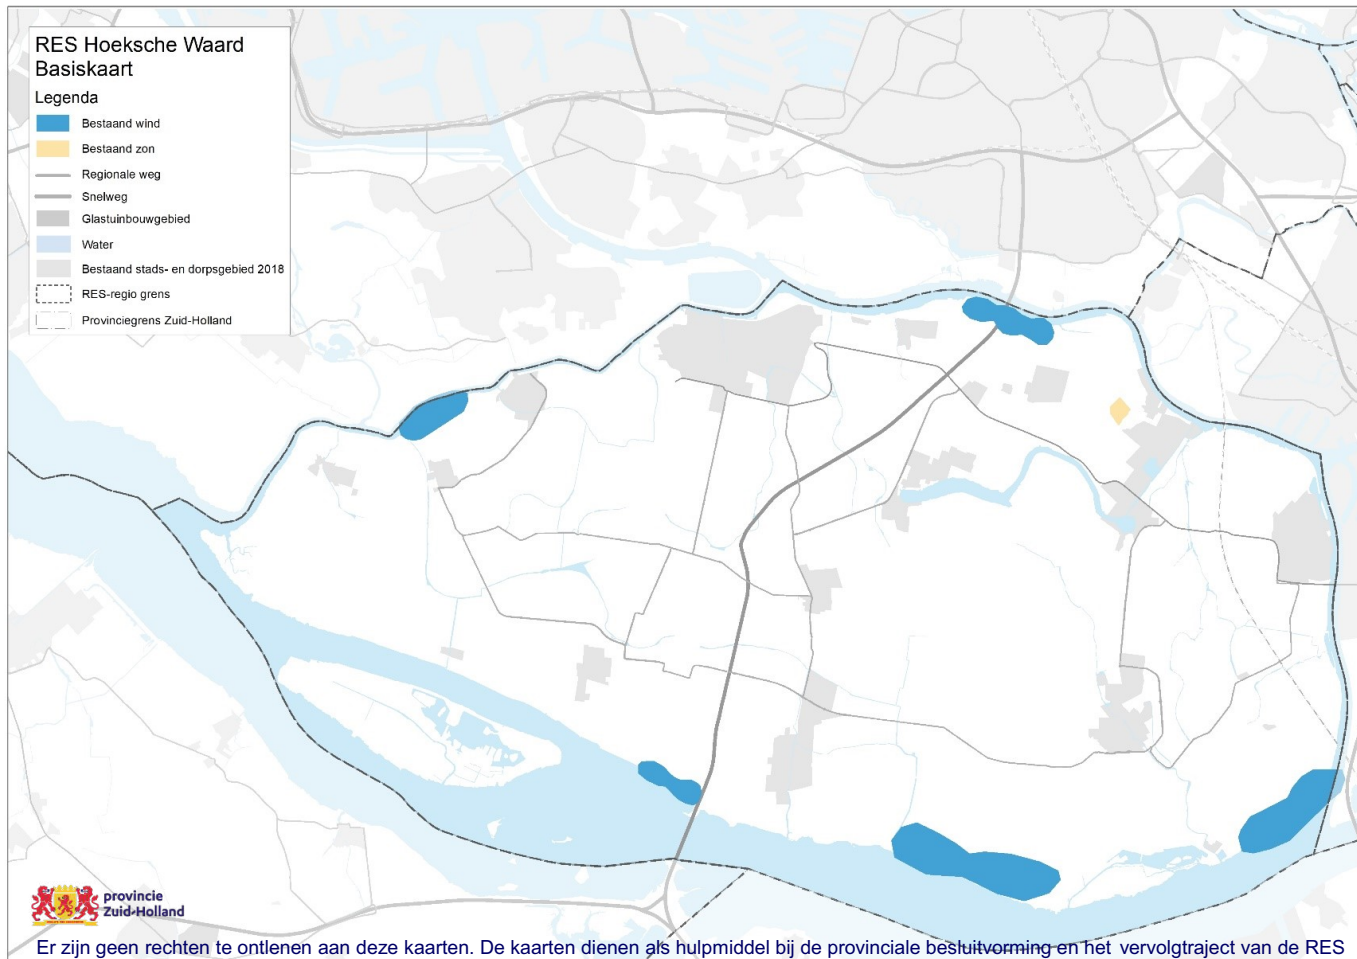 RES Hoeksche Waard
Basiskaart
Legenda
Bestaand wind
Bestaand zon
Regionale weg
Snelweg
Glastuinbouwgebied
Water
Bestaand stads- en dorpsgebied 2018
RES-regio grens
Provinciegrens Zuid-Holland
provincie
Zuid-Holland
Er zijn geen rechten te ontlenen aan deze kaarten. De kaarten dienen als hulpmiddel bij de provinciale besluitvorming en het vervolgtraject van de RES